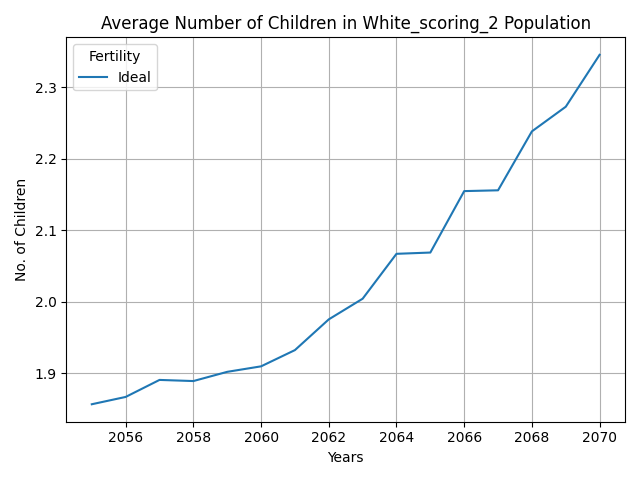 Average Number of Children in White_scoring_2 Population
Fertility
Ideal
No. of Children
2.3
2.2
2.1
2.0
1.9
2056 2058 2060 2062 2064 2066 2068 2070
Years